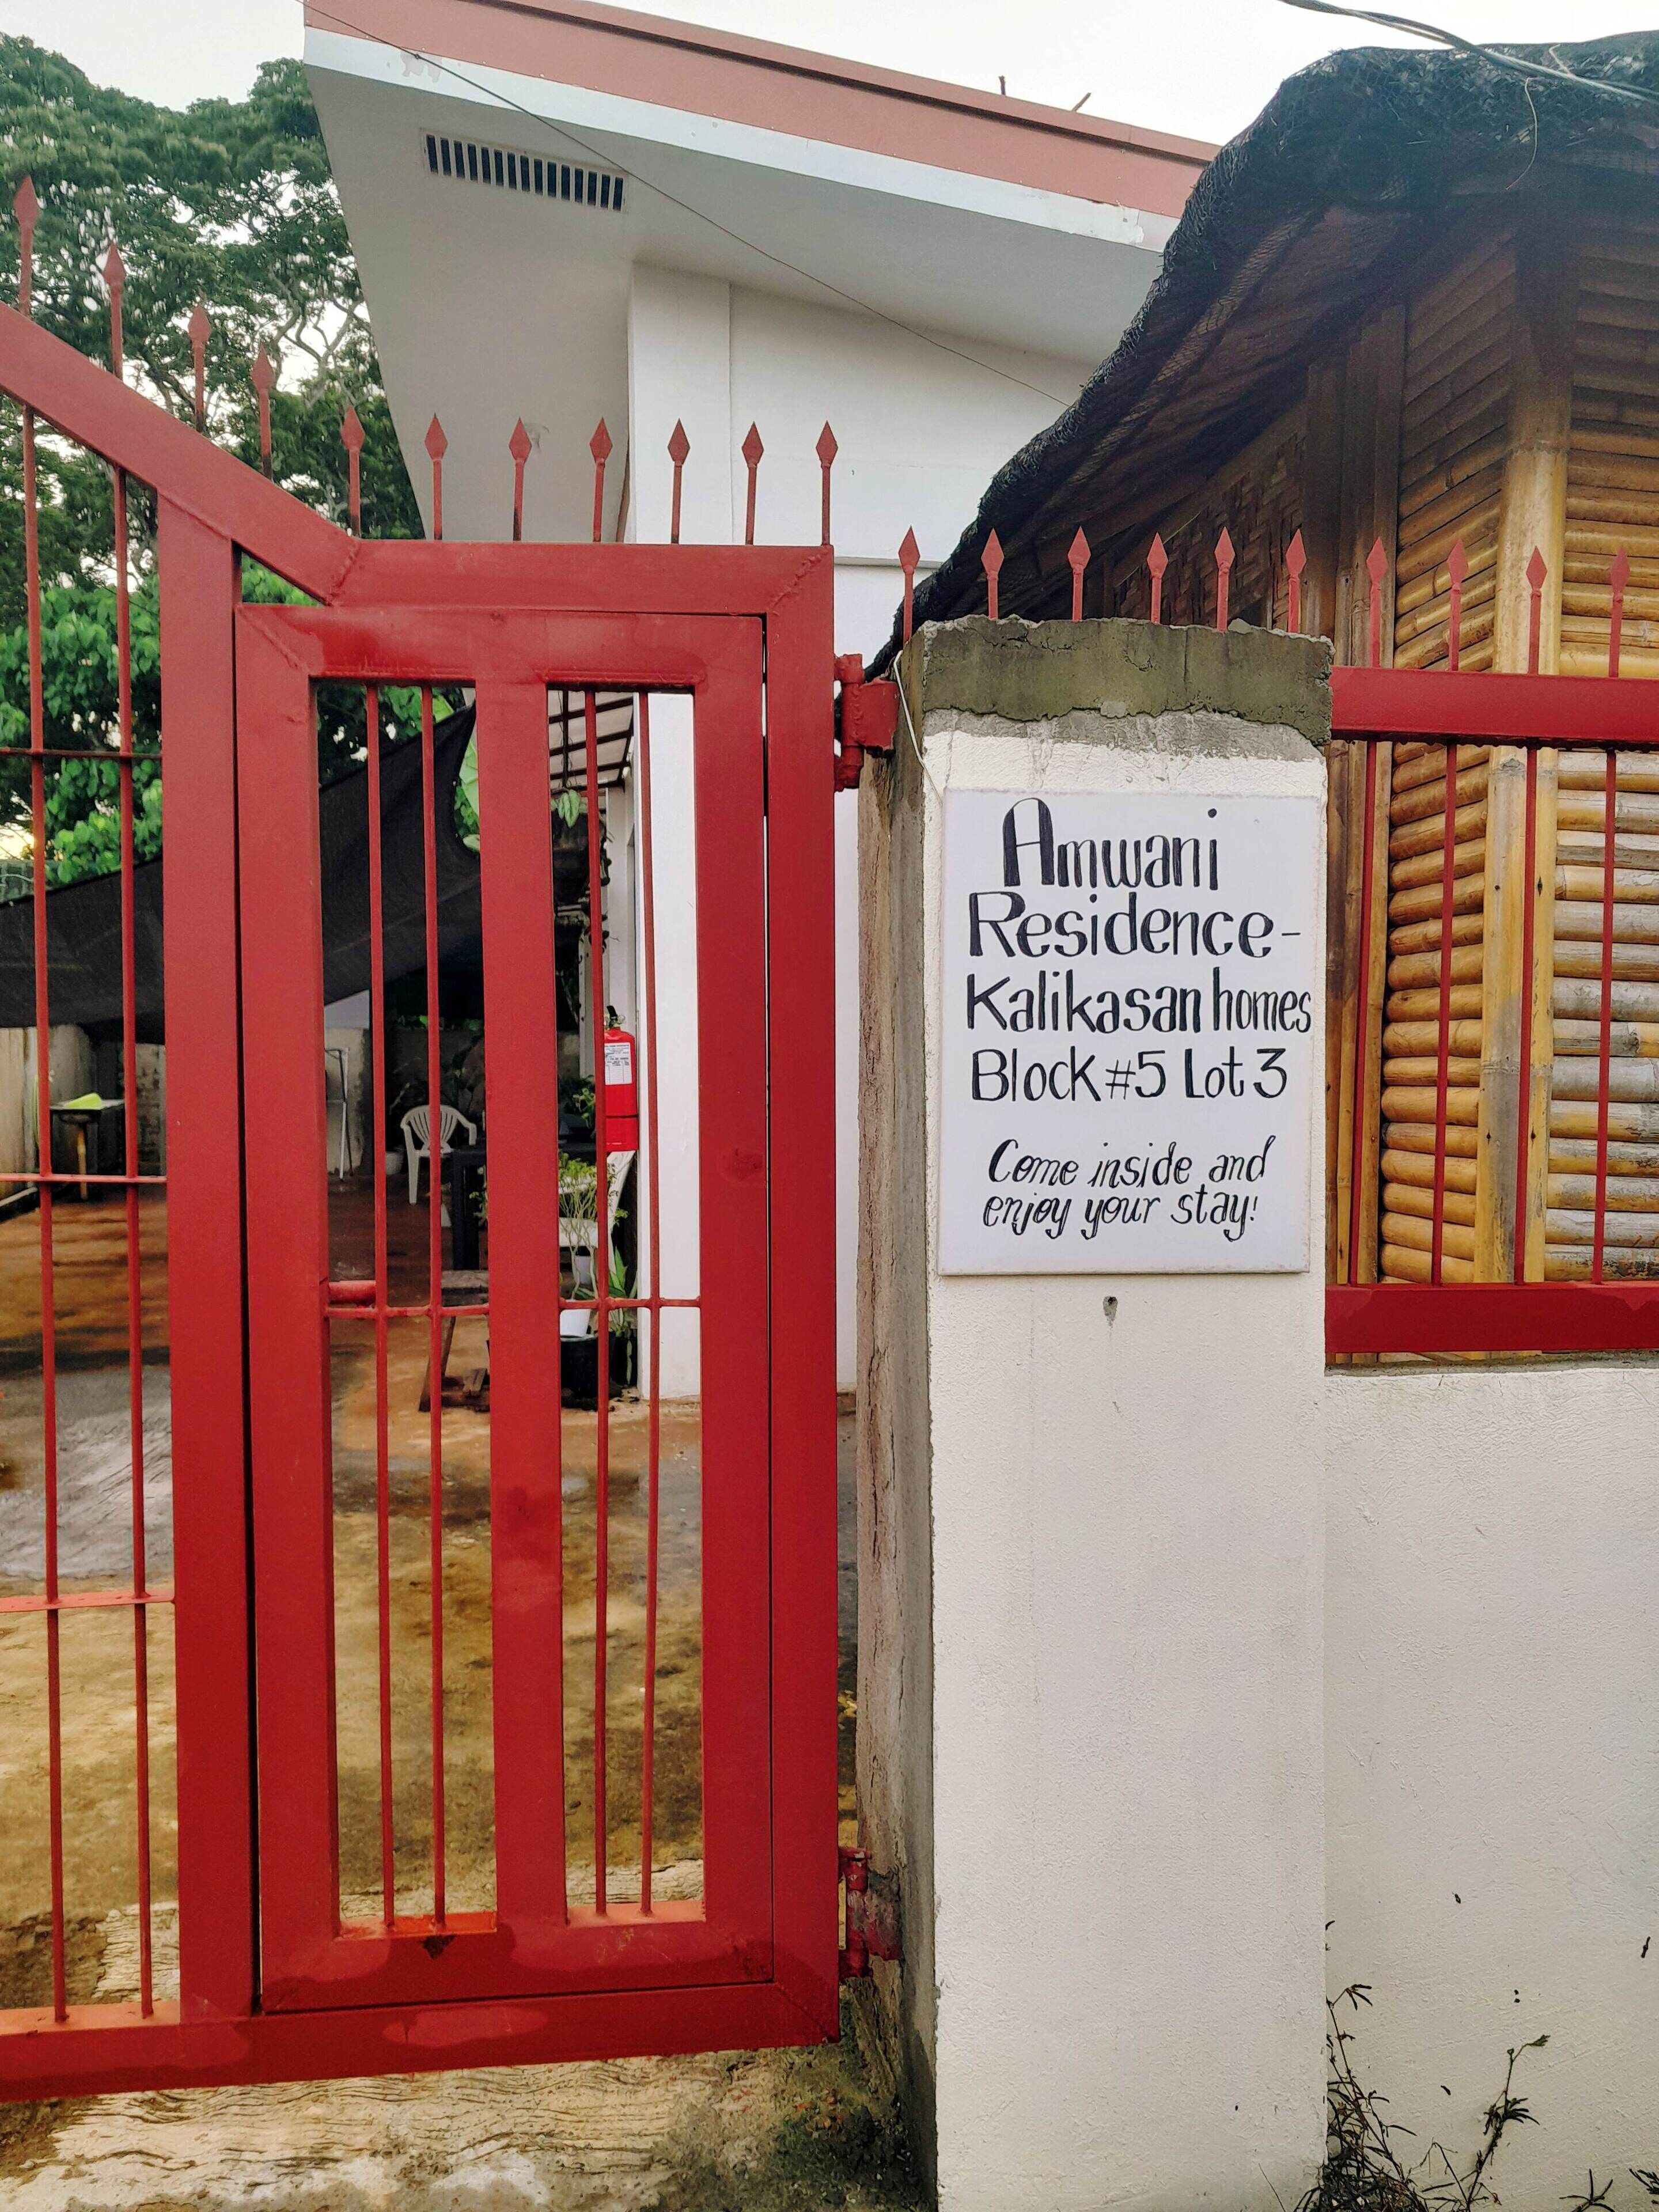 Amwani
Residence-
Kalikasan homes
Block #5 Lot 3
Come inside and
enjoy your stay!